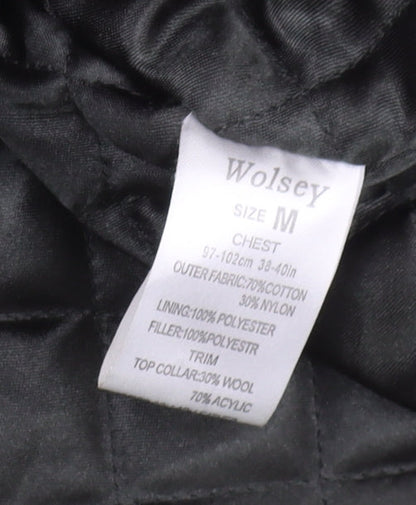 Wolsey
SIZE M
CHEST
97-102cm 38-40in
OUTER FABRIC:70%COTTON
30%NYLON
LINING:100% POLYESTER
FILLER:100%POLYESTR
TRIM
TOP COLLAR:30% WOOL
70% ACYLIC